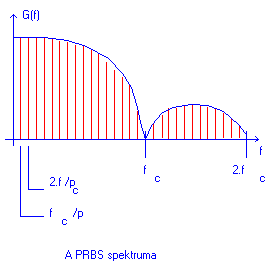 G(f)
f
f c
2.f c
2.f /p c
f c /p
A PRBS spektruma